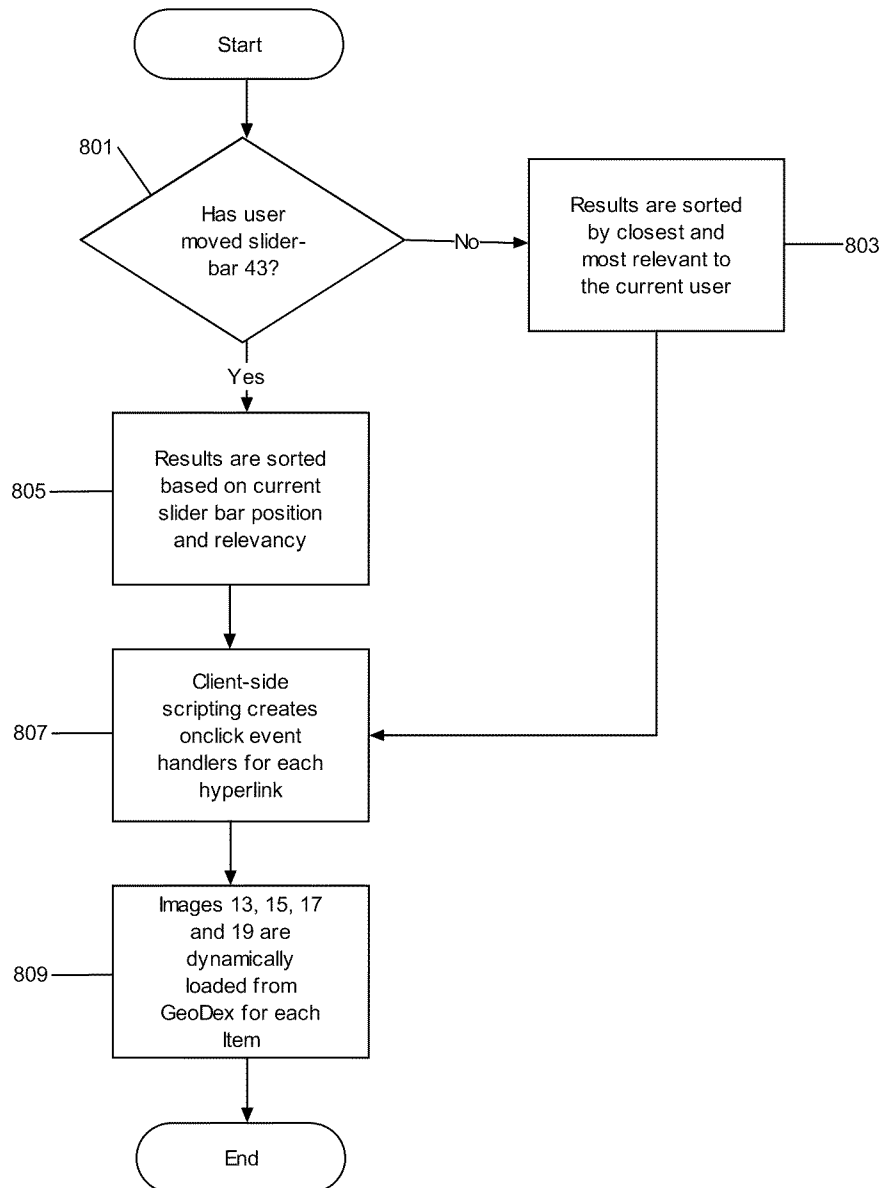 Start
801
Has user
moved slider-
bar 43?
No
Results are sorted
by closest and
most relevant to
the current user
803
Yes
805
Results are sorted
based on current
slider bar position
and relevancy
807
Client-side
scripting creates
onclick event
handlers for each
hyperlink
809
Images 13, 15, 17
and 19 are
dynamically
loaded from
GeoDex for each
Item
End